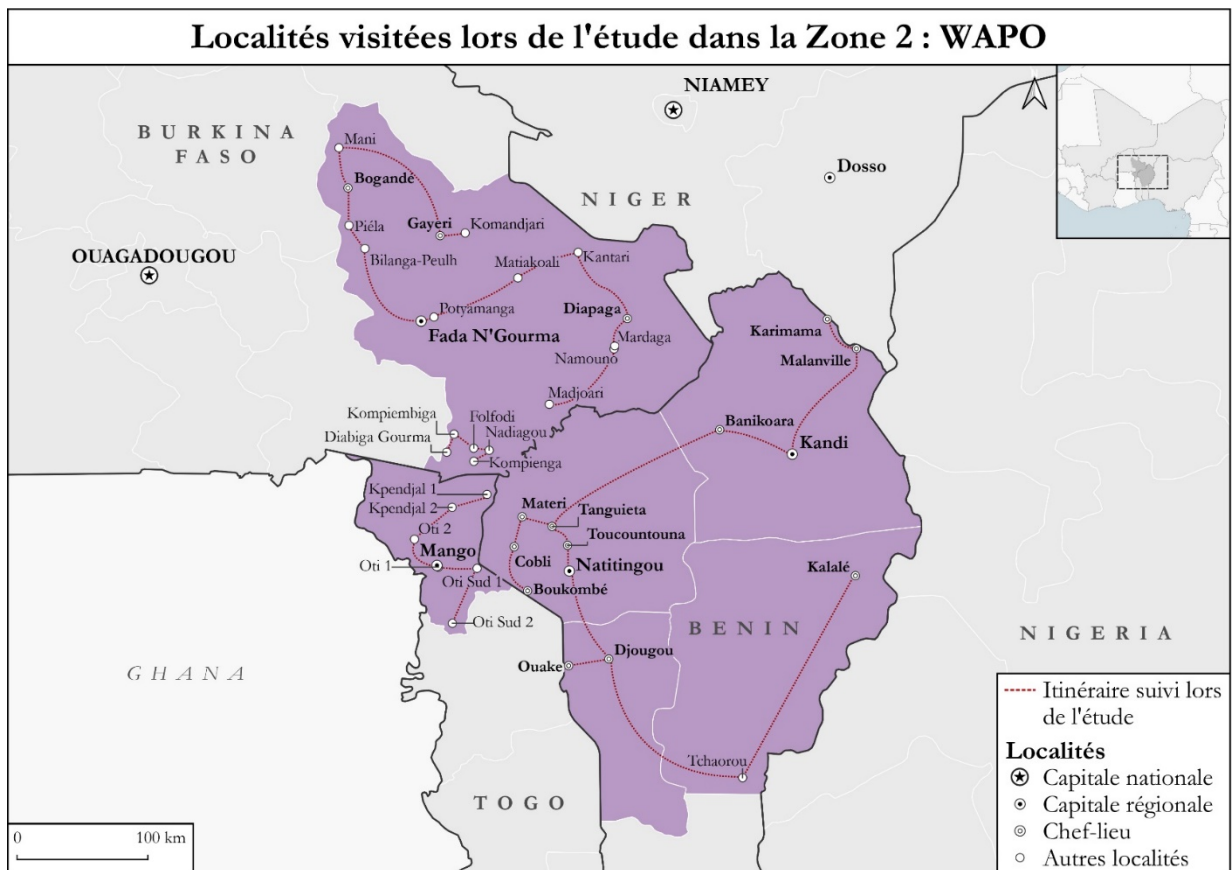 Localités visitées lors de l'étude dans la Zone 2 : WAPO
NIAMEY
BURKINA
FASO
Mani
Dosso
Bogandé
NIGER
Gayeri
Komandjari
Piéla
OUAGADOUGOU
Bilanga-Peulh
Matiakoali
Kantari
Potyamanga
Diapaga
Karimama
Fada N'Gourma
Mardaga
Namouno
Malanville
Madjoari
Kompiembiga
Folfodi
Banikoara
Diabiga Gourma
Nadiagou
Kandi
Kompienga
Kpendjal 1
Kpendjal 2
Materi
Tanguieta
Oti 2
Toucountouna
Mango
Cobli
Natitingou
Kalalé
Oti 1
Oti Sud 1
Boukombé
Oti Sud 2
BENIN
NIGERIA
Ouake
Djougou
GHANA
Tchaorou
TOGO
Itinéraire suivi lors
de l'étude
Localités
Capitale nationale
Capitale régionale
Chef-lieu
Autres localités
0 100 km